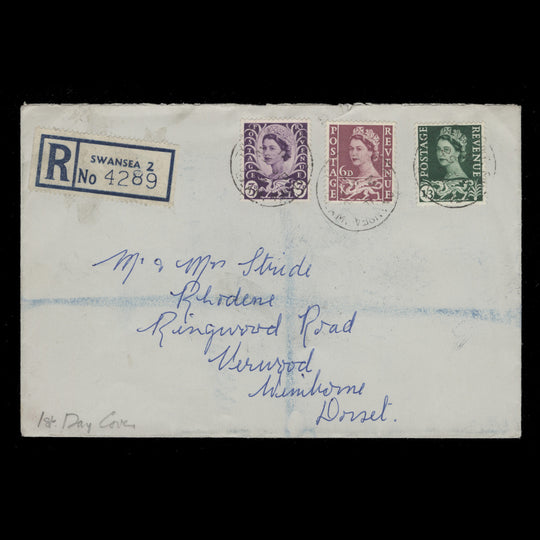 R
SWANSEA 2
No 4289
3D 3D
POSTAGE REVENUE
6D
POSTAGE REVENUE
1/3
Mr & Mrs Stride
Rhodene
Ringwood Road
Verwood
Wimborne
Dorset.
1st Day Cover